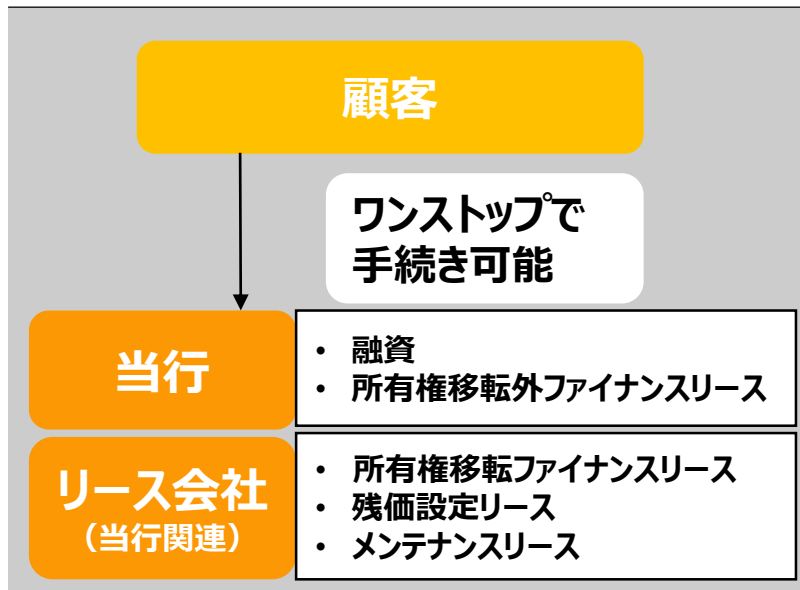 顧客
ワンストップで
手続き可能
当行
・ 融資
・ 所有権移転外ファイナンスリース
リース会社
（当行関連）
・ 所有権移転ファイナンスリース
・ 残価設定リース
・ メンテナンスリース